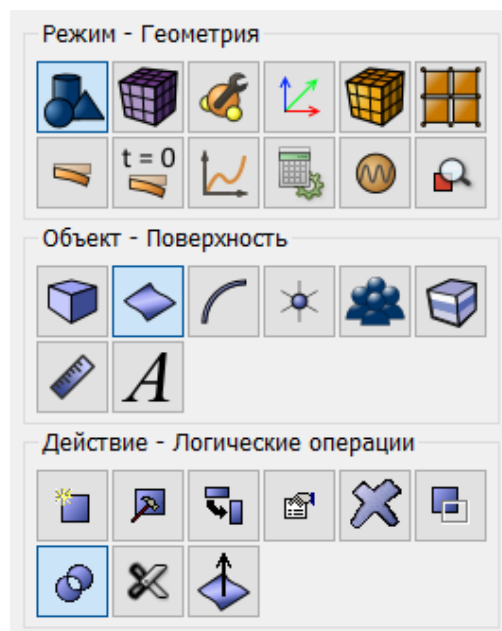 Режим - Геометрия
t = 0
Объект - Поверхность
A
Действие - Логические операции